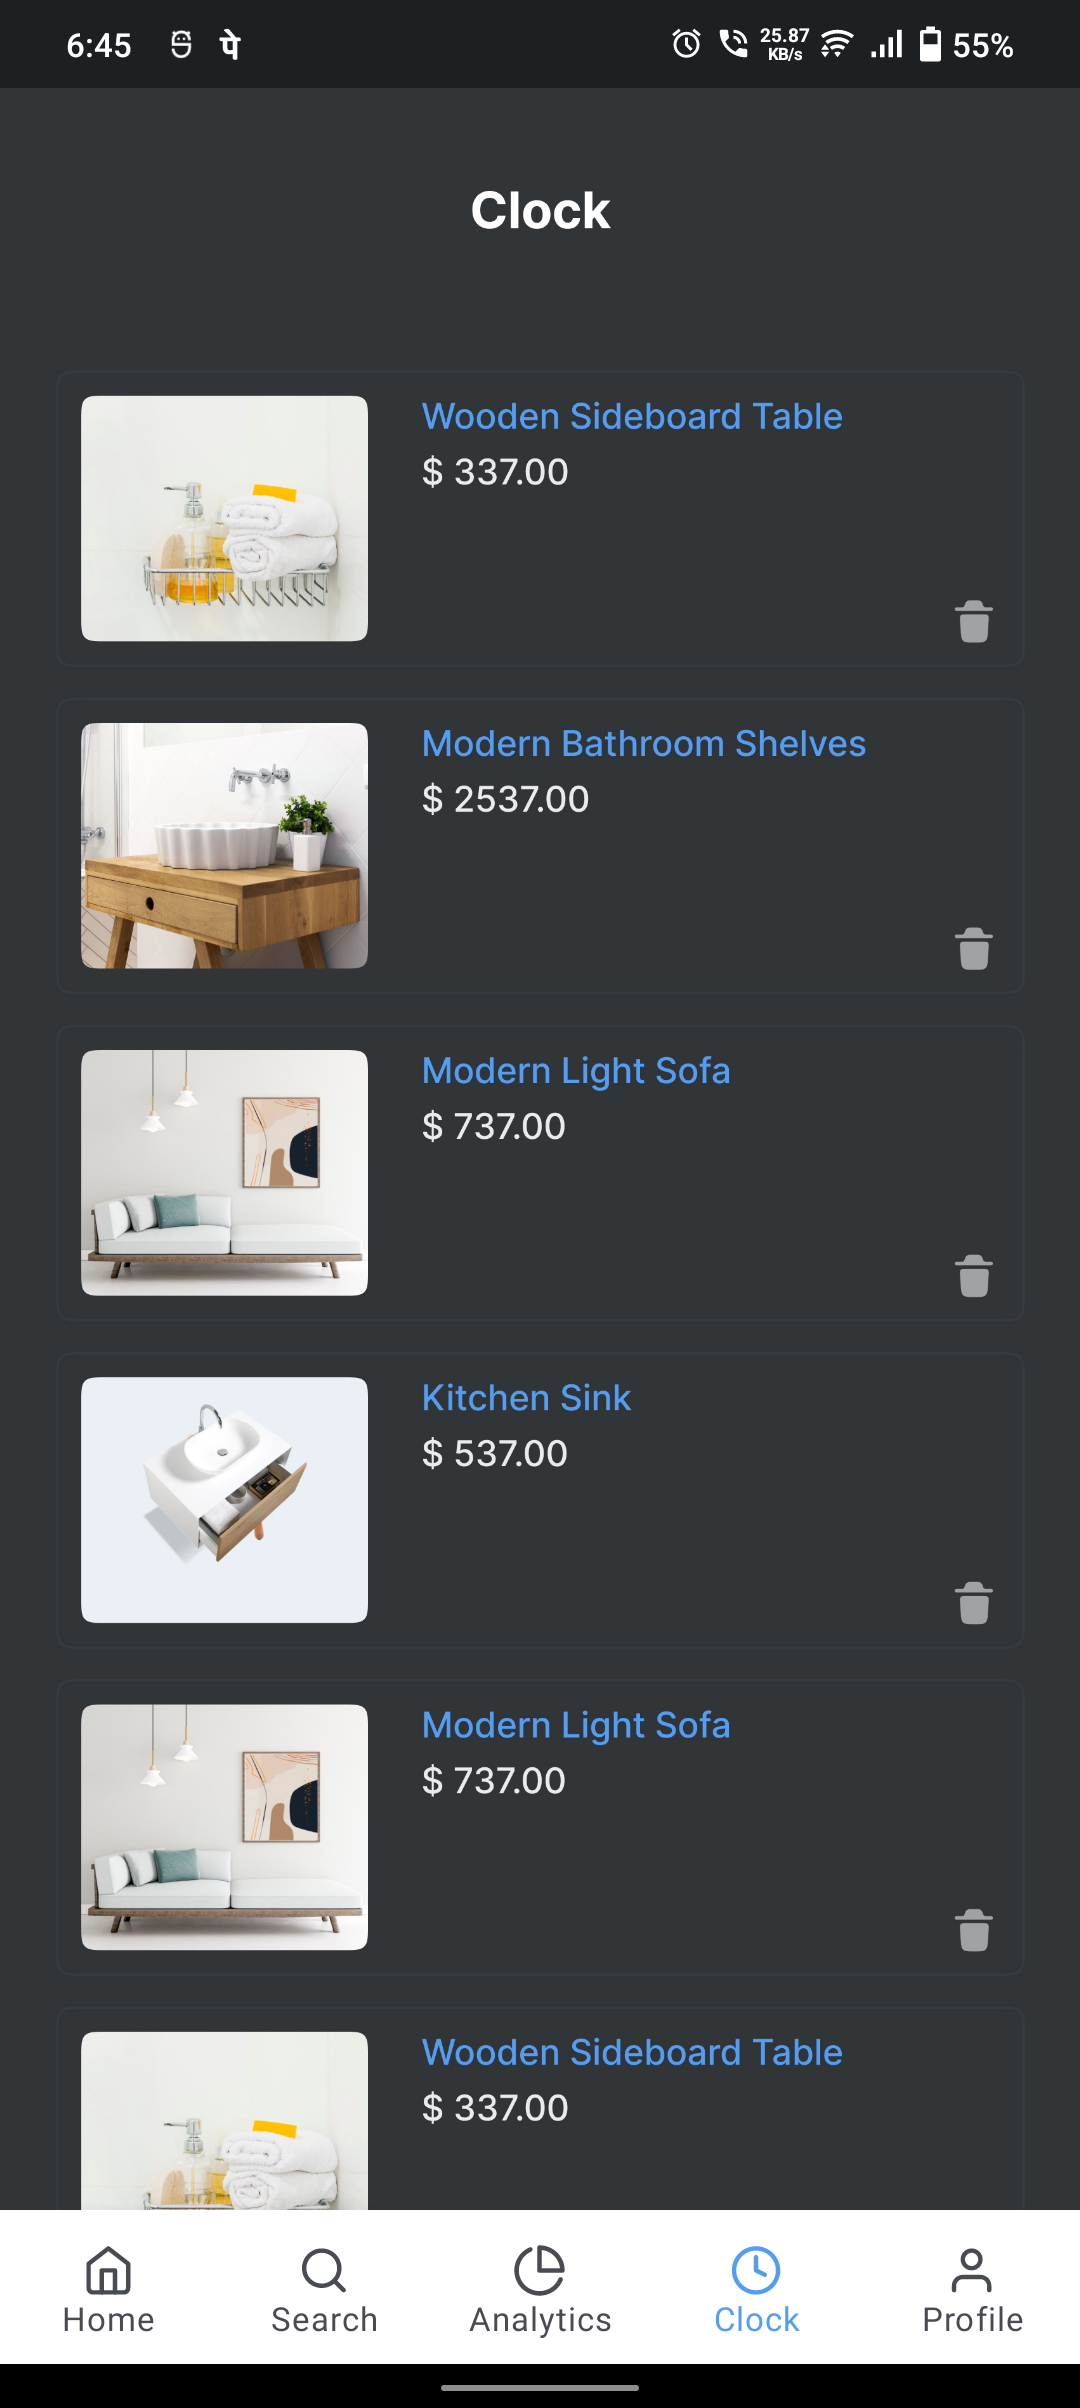 6:45 पे 25.87 KB/s 55%
Clock
Wooden Sideboard Table
$ 337.00
Modern Bathroom Shelves
$ 2537.00
Modern Light Sofa
$ 737.00
Kitchen Sink
$ 537.00
Modern Light Sofa
$ 737.00
Wooden Sideboard Table
$ 337.00
Home Search Analytics Clock Profile